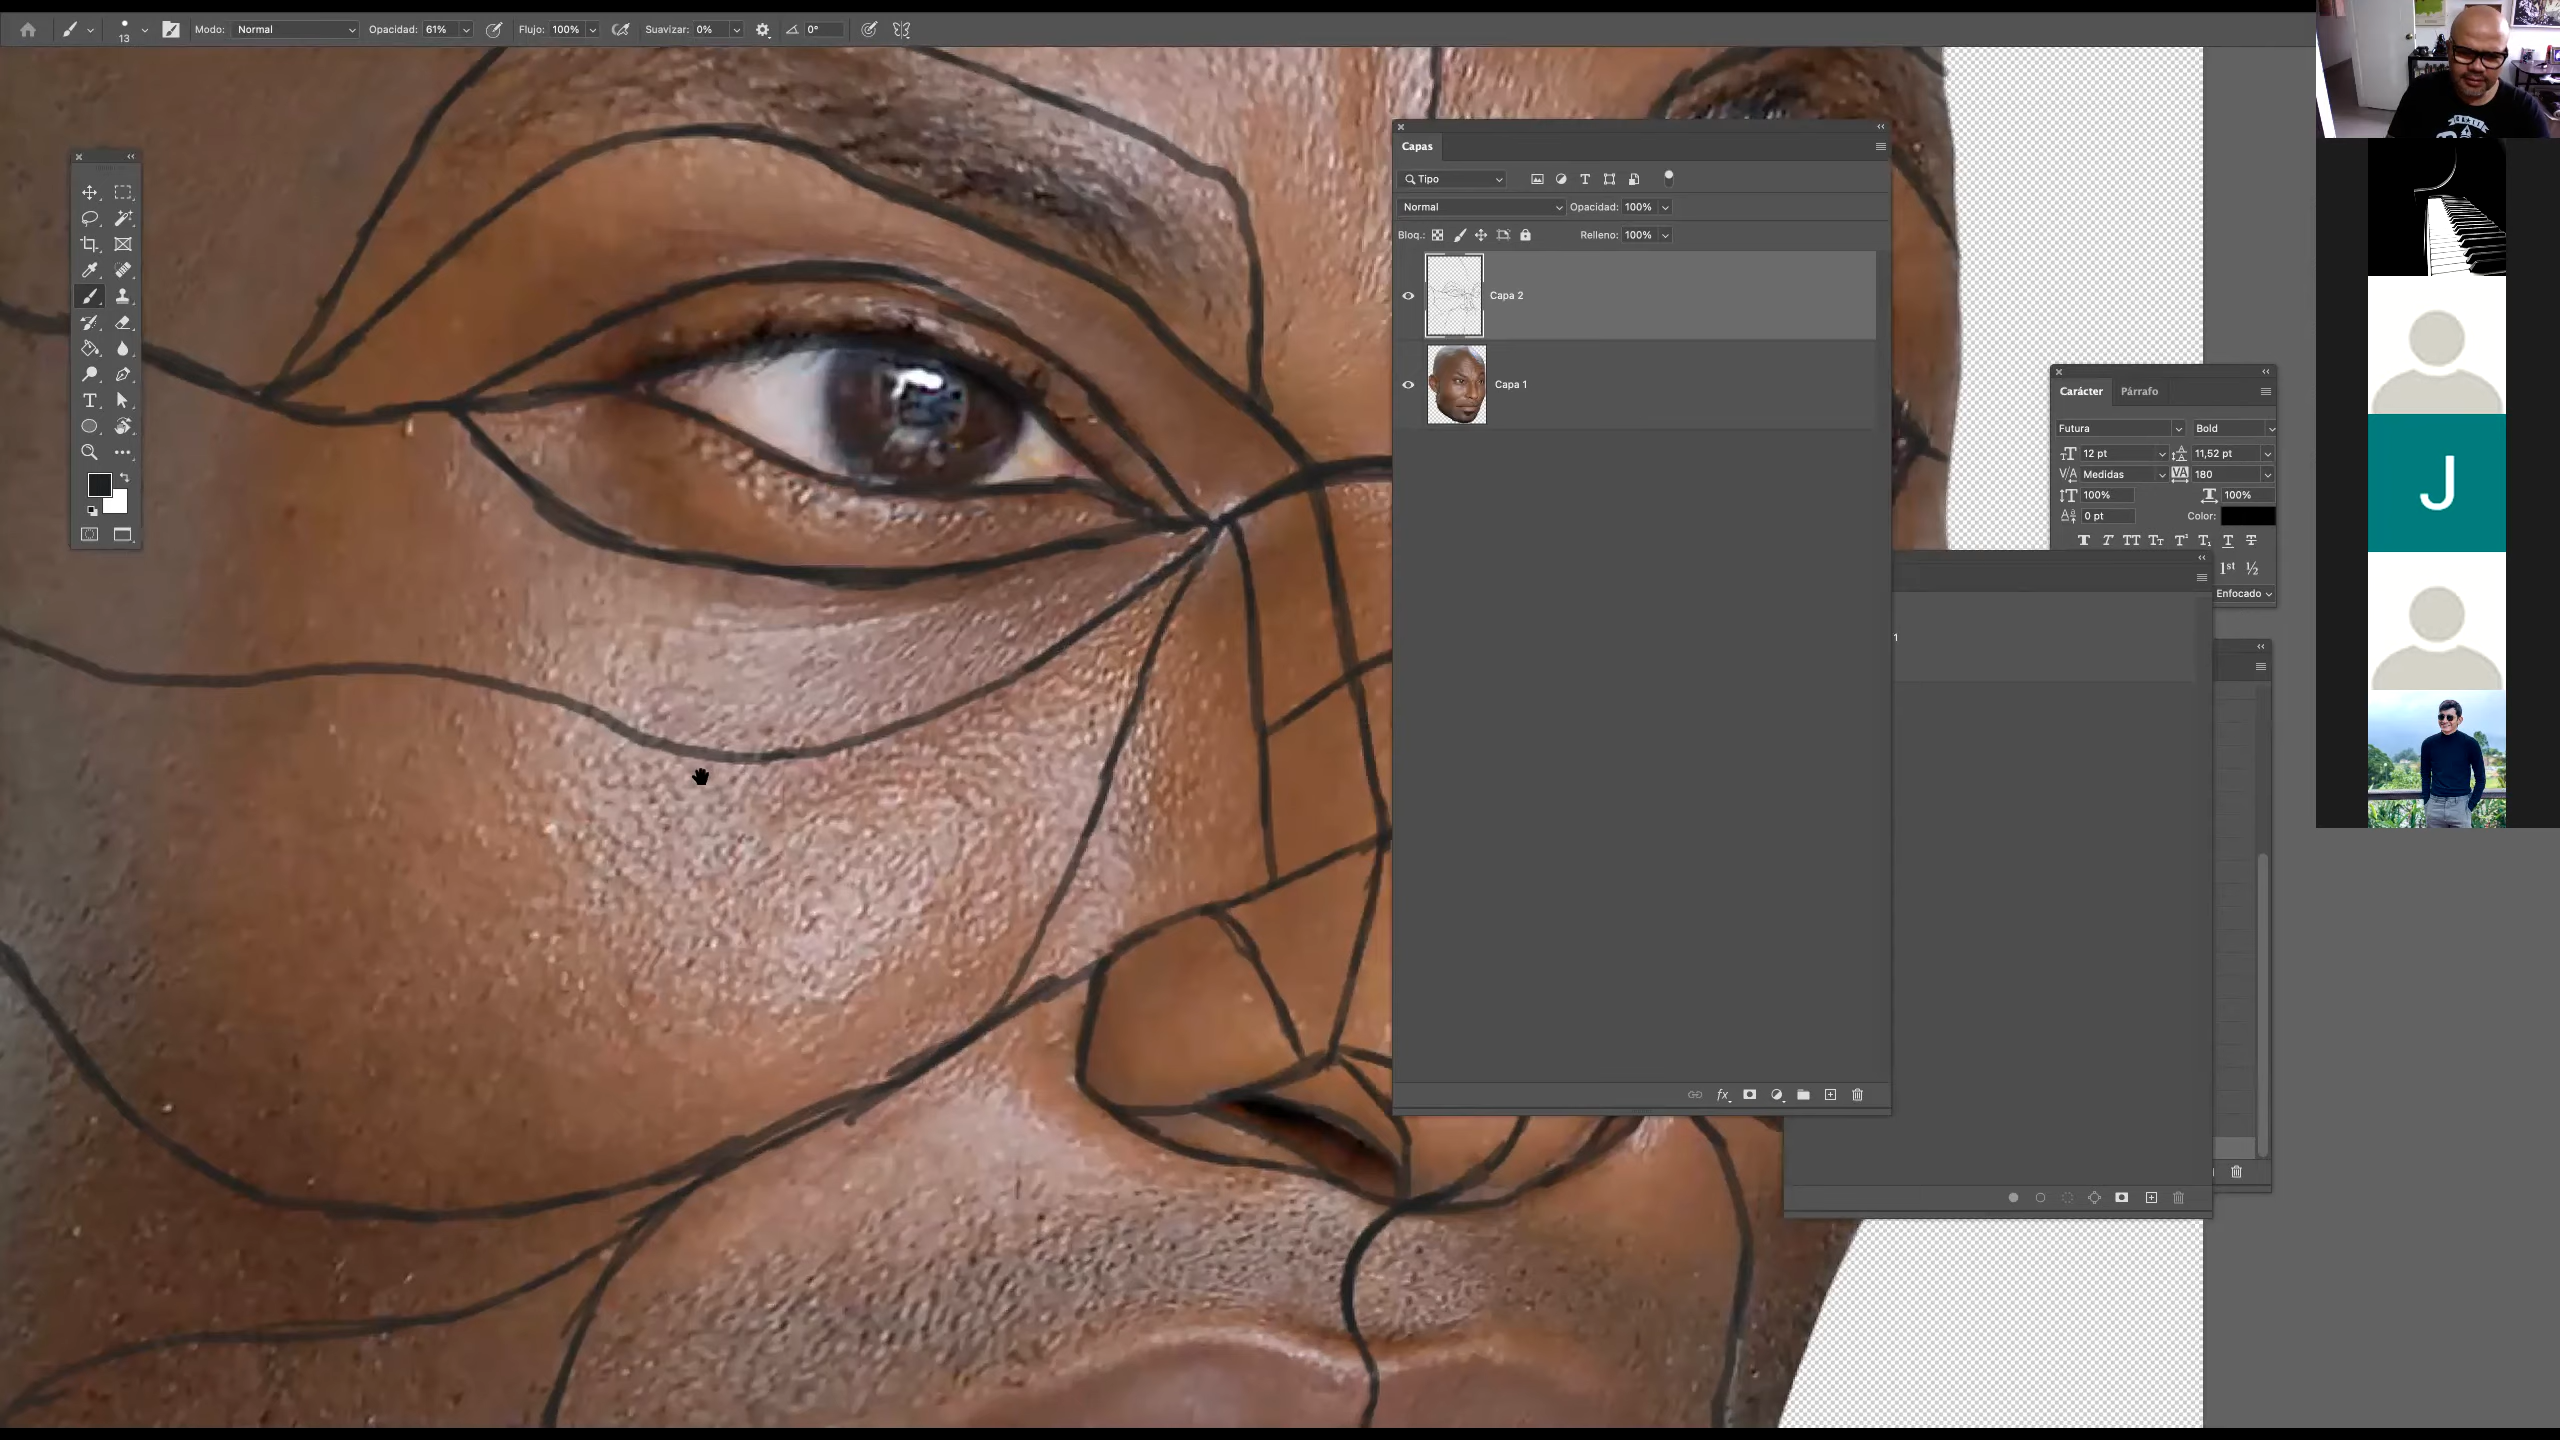 13 Modo: Normal Opacidad: 61% Flujo: 100% Suavizar: 0% 0°
Capas
Tipo
Normal Opacidad: 100%
Bloq.: Relleno: 100%
Capa 2
Capa 1
Carácter Párrafo
Futura Bold
12 pt 11,52 pt
Medidas 180
100% 100%
0 pt Color:
1st ½
Enfocado
1
J